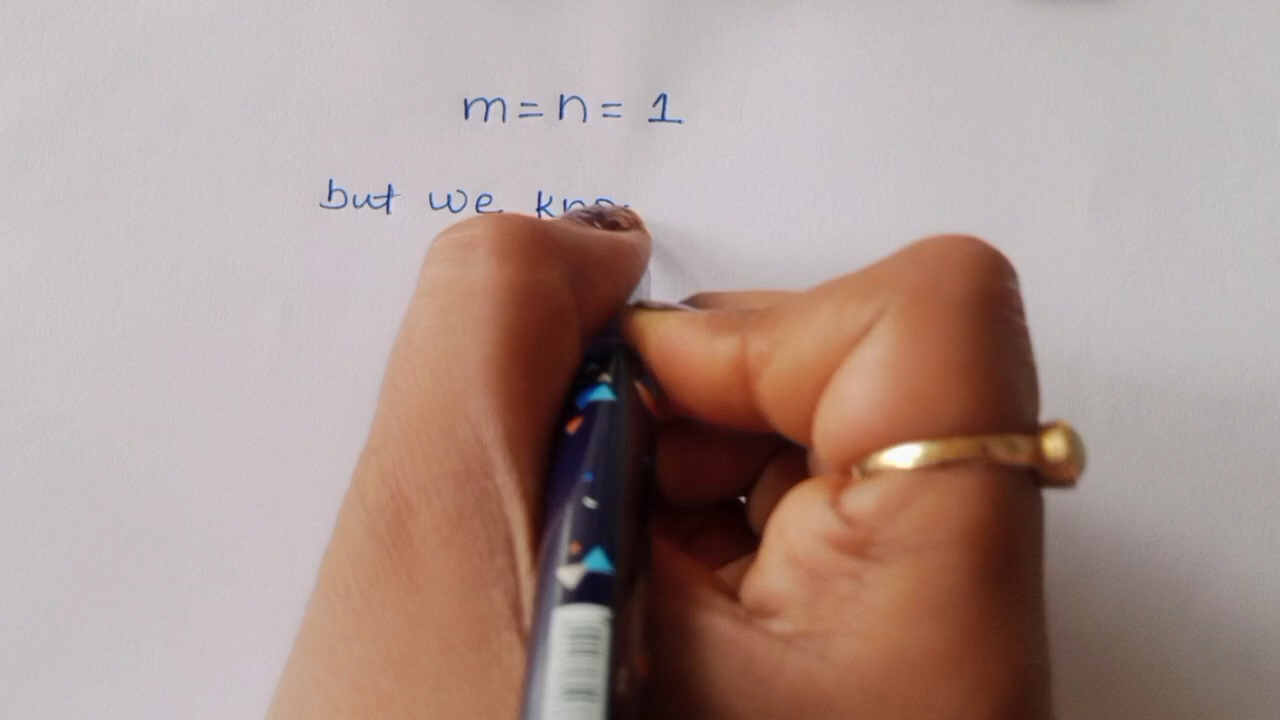 m = n = 1
but we